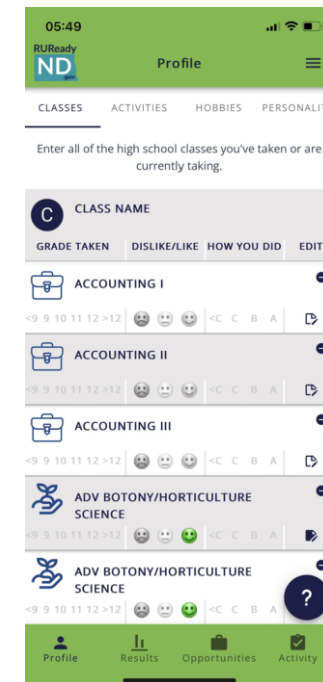 05:49
RUReady
ND
.gov
Profile
CLASSES ACTIVITIES HOBBIES PERSONALIT
Enter all of the high school classes you've taken or are
currently taking.
C CLASS NAME
GRADE TAKEN DISLIKE/LIKE HOW YOU DID EDIT
ACCOUNTING I
<9 9 10 11 12 >12 <C C B A
ACCOUNTING II
<9 9 10 11 12 >12 <C C B A
ACCOUNTING III
<9 9 10 11 12 >12 <C C B A
ADV BOTONY/HORTICULTURE
SCIENCE
<9 9 10 11 12 >12 <C C B A
ADV BOTONY/HORTICULTURE
SCIENCE
<9 9 10 11 12 >12 <C C B A
?
Profile Results Opportunities Activity